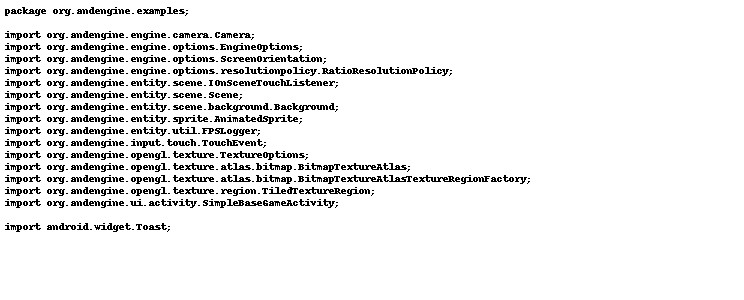 package org.andengine.examples;

import org.andengine.engine.camera.Camera;
import org.andengine.engine.options.EngineOptions;
import org.andengine.engine.options.ScreenOrientation;
import org.andengine.engine.options.resolutionpolicy.RatioResolutionPolicy;
import org.andengine.entity.scene.IOnSceneTouchListener;
import org.andengine.entity.scene.Scene;
import org.andengine.entity.scene.background.Background;
import org.andengine.entity.sprite.AnimatedSprite;
import org.andengine.entity.util.FPSLogger;
import org.andengine.input.touch.TouchEvent;
import org.andengine.opengl.texture.TextureOptions;
import org.andengine.opengl.texture.atlas.bitmap.BitmapTextureAtlas;
import org.andengine.opengl.texture.atlas.bitmap.BitmapTextureAtlasTextureRegionFactory;
import org.andengine.opengl.texture.region.TiledTextureRegion;
import org.andengine.ui.activity.SimpleBaseGameActivity;

import android.widget.Toast;